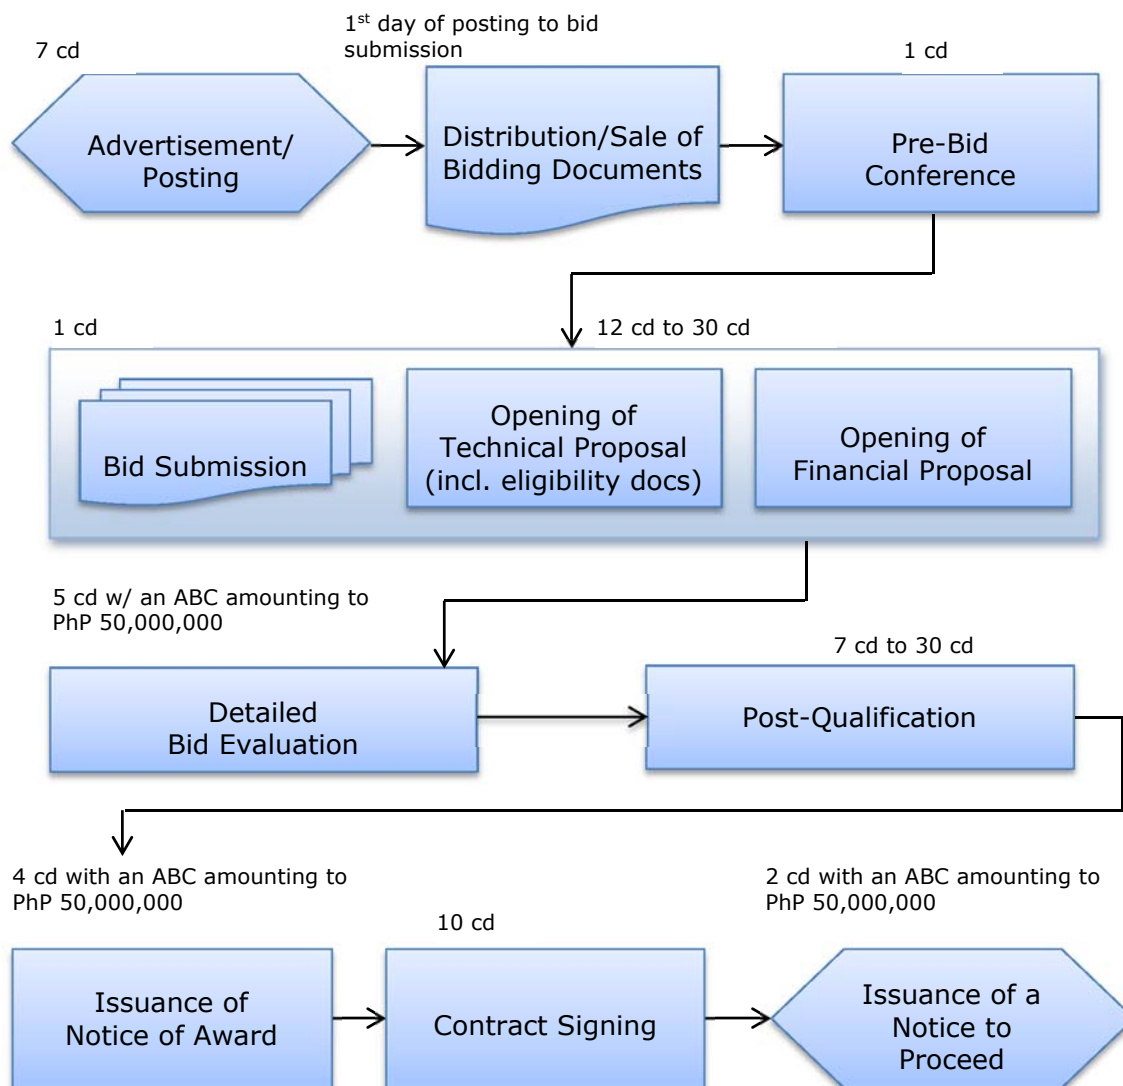 7 cd
1st day of posting to bid
submission
1 cd
Advertisement/
Posting
Distribution/Sale of
Bidding Documents
Pre-Bid
Conference
1 cd
12 cd to 30 cd
Bid Submission
Opening of
Technical Proposal
(incl. eligibility docs)
Opening of
Financial Proposal
5 cd w/ an ABC amounting to
PhP 50,000,000
7 cd to 30 cd
Detailed
Bid Evaluation
Post-Qualification
4 cd with an ABC amounting to
PhP 50,000,000
10 cd
2 cd with an ABC amounting to
PhP 50,000,000
Issuance of
Notice of Award
Contract Signing
Issuance of a
Notice to
Proceed